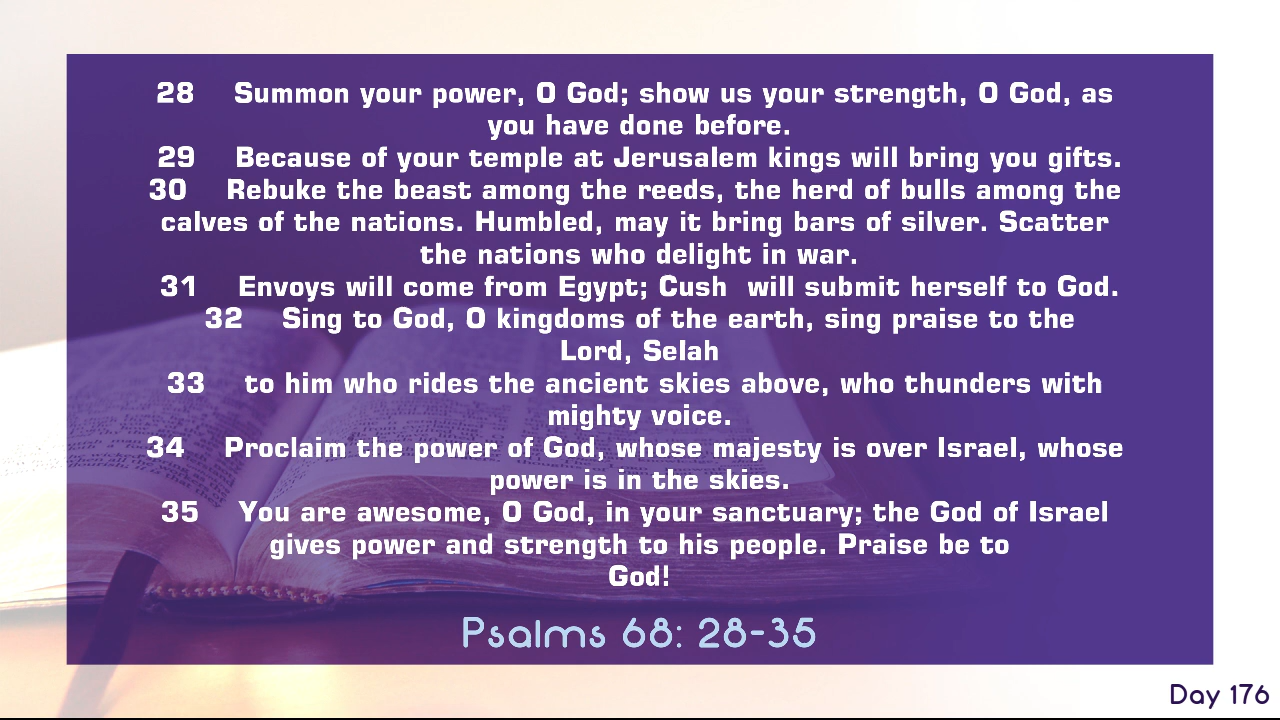 28 Summon your power, O God; show us your strength, O God, as
you have done before.
29 Because of your temple at Jerusalem kings will bring you gifts.
30 Rebuke the beast among the reeds, the herd of bulls among the
calves of the nations. Humbled, may it bring bars of silver. Scatter
the nations who delight in war.
31 Envoys will come from Egypt; Cush will submit herself to God.
32 Sing to God, O kingdoms of the earth, sing praise to the
Lord, Selah
33 to him who rides the ancient skies above, who thunders with
mighty voice.
34 Proclaim the power of God, whose majesty is over Israel, whose
power is in the skies.
35 You are awesome, O God, in your sanctuary; the God of Israel
gives power and strength to his people. Praise be to
God!
Psalms 68: 28-35
Day 176